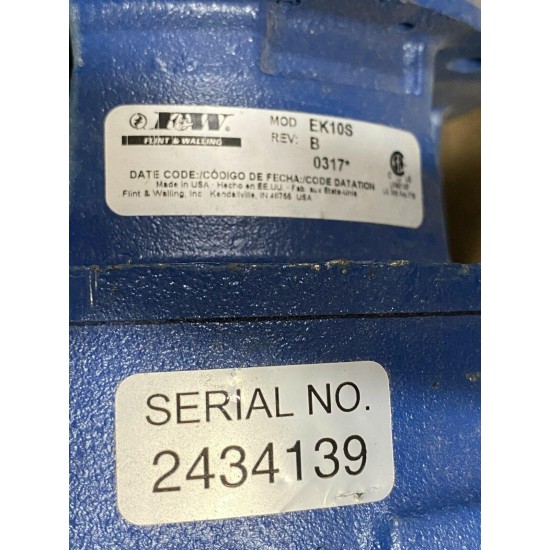 F&W
FLINT & WALLING
MOD EK10S
REV: B
0317*
DATE CODE:/CÓDIGO DE FECHA:/CODE DATATION
Made in USA · Hecho en EE.UU. · Fab. aux États-Unis
Flint & Walling, Inc. Kendallville, IN 46755 USA
SERIAL NO.
2434139